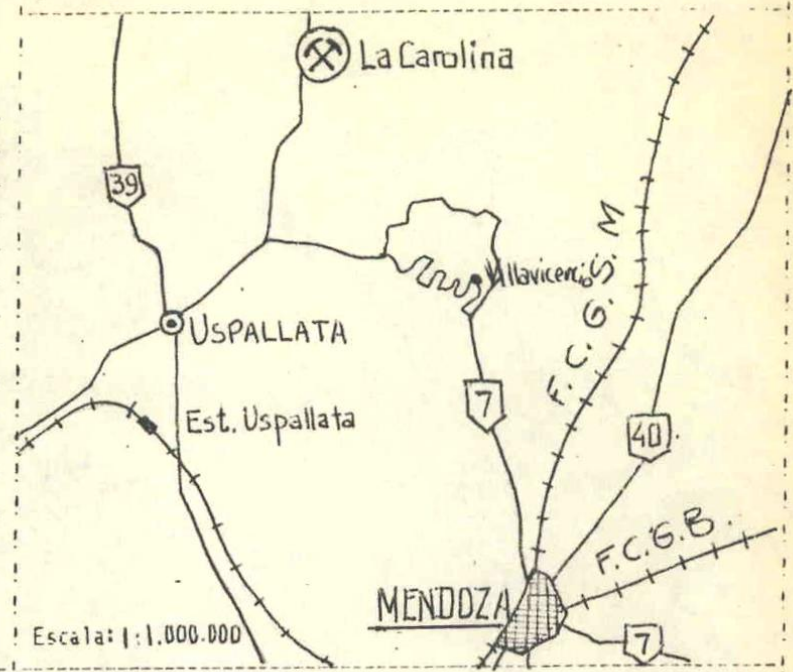 La Carolina
39
Villavicencio
F. C. G. S. M
USPALLATA
7
Est. Uspallata
40
F.C.G.B.
MENDOZA
Escala: 1:1.000.000
7